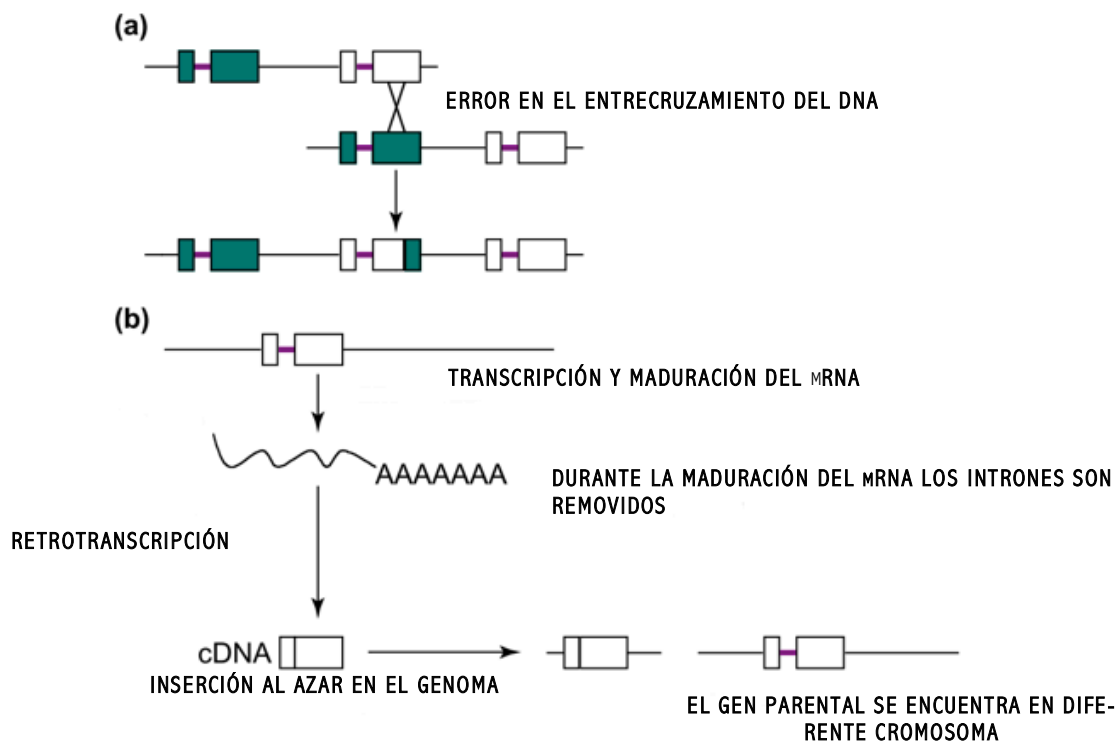 (a)
ERROR EN EL ENTRECRUZAMIENTO DEL DNA
(b)
TRANSCRIPCIÓN Y MADURACIÓN DEL MRNA
AAAAAAA
DURANTE LA MADURACIÓN DEL MRNA LOS INTRONES SON
REMOVIDOS
RETROTRANSCRIPCIÓN
cDNA
INSERCIÓN AL AZAR EN EL GENOMA
EL GEN PARENTAL SE ENCUENTRA EN DIFE-
RENTE CROMOSOMA